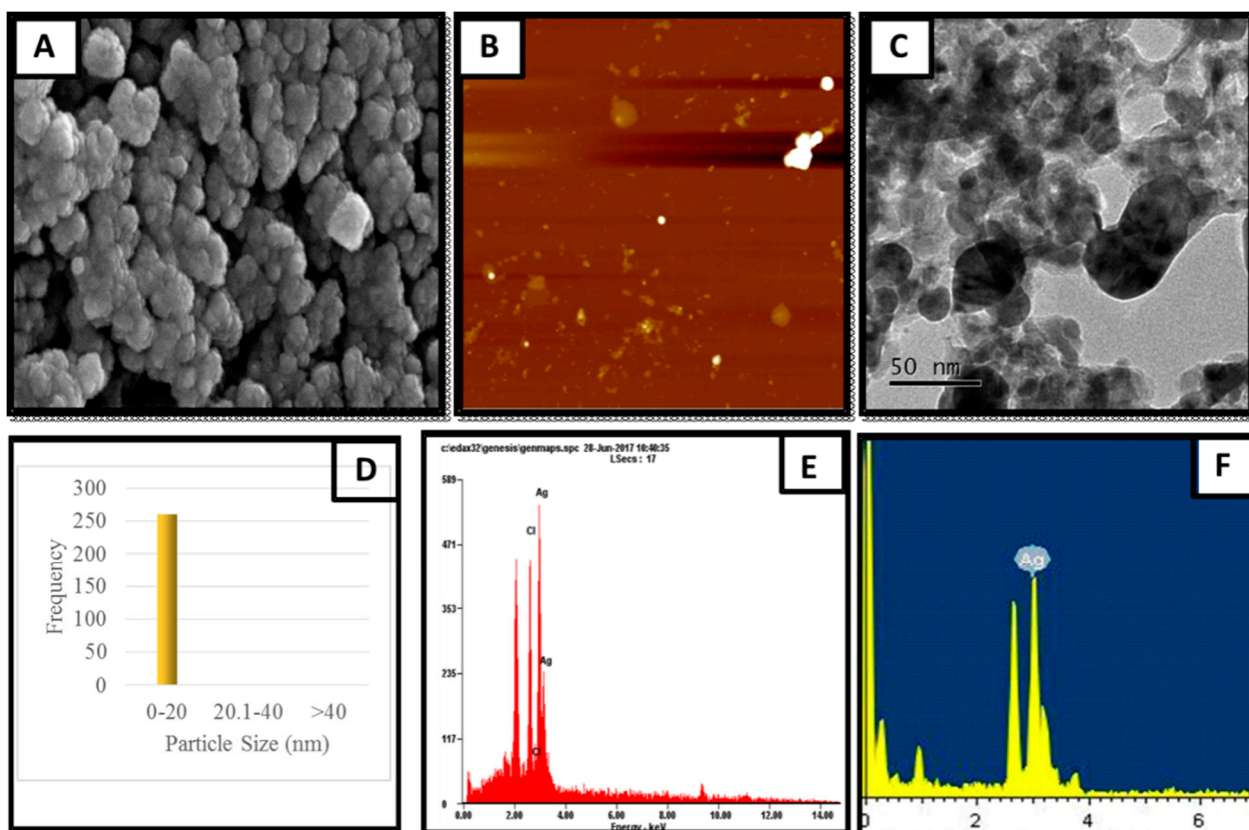 A
B
C
50 nm
D
300
250
200
150
100
50
0
Frequency
0-20 20.1-40 >40
Particle Size (nm)
E
c:\edax32\genesis\genmaps.spc 28-Jun-2017 10:40:35
LSecs : 17
589
471
353
235
117
0
Ag
Cl
Ag
Cl
0.00 2.00 4.00 6.00 8.00 10.00 12.00 14.00
Energy - keV
F
Ag
0 2 4 6